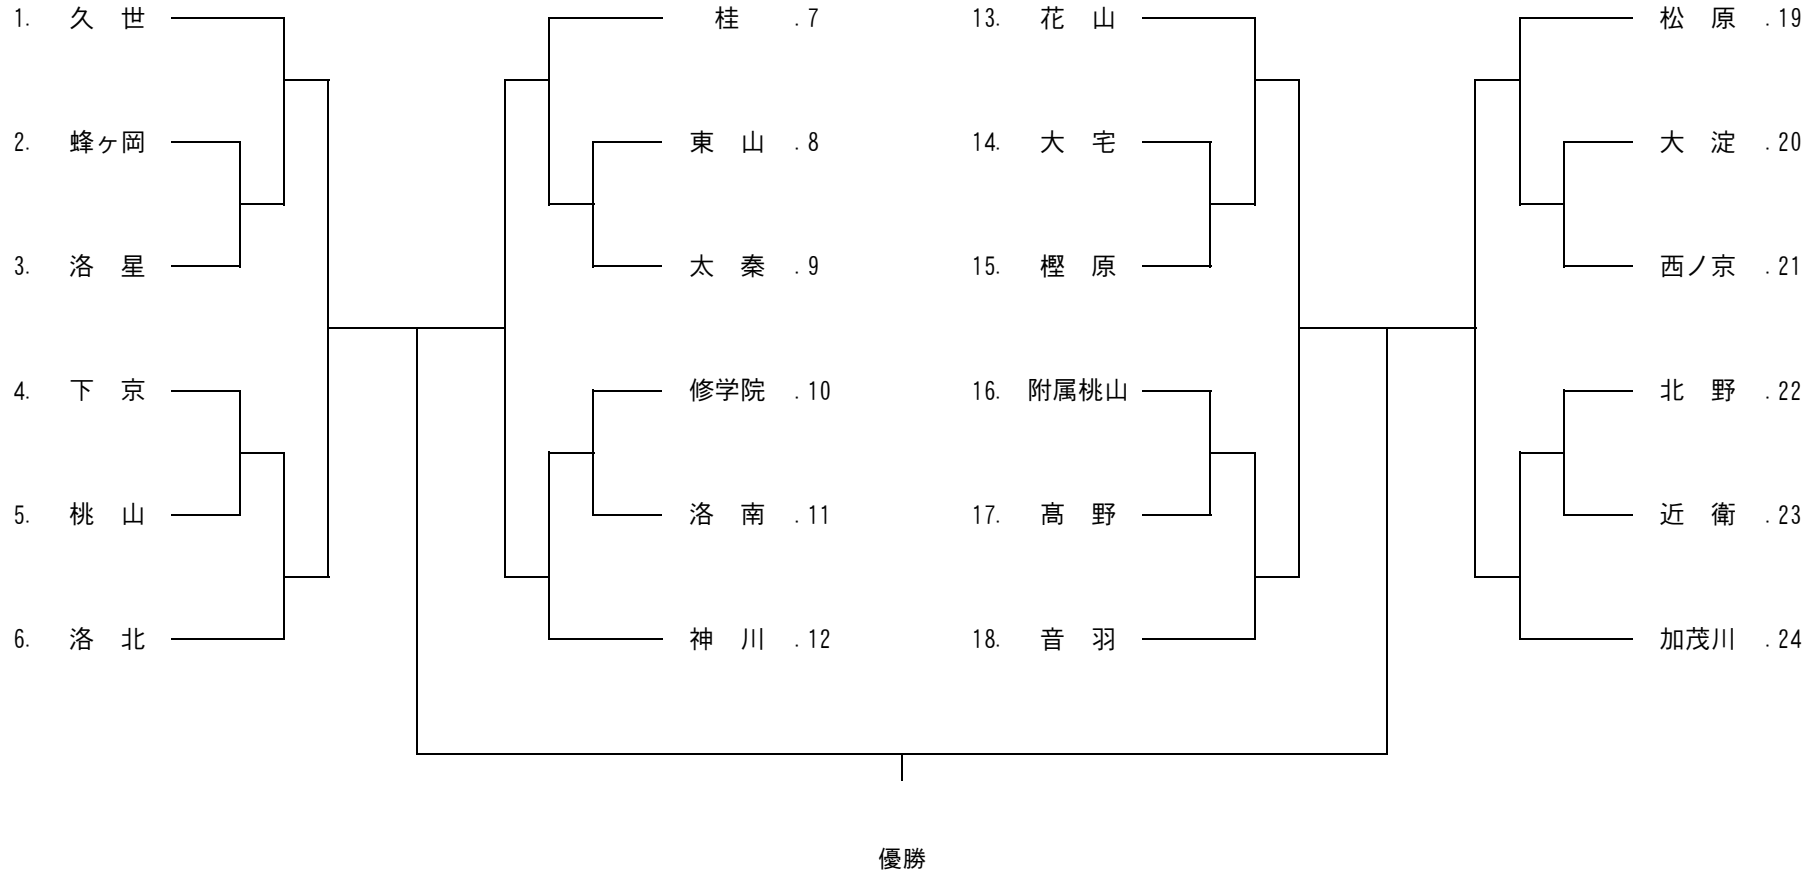 1. 久 世
2. 蜂ヶ岡
3. 洛 星
4. 下 京
5. 桃 山
6. 洛 北
桂 . 7
東 山 . 8
太 秦 . 9
修学院 . 10
洛 南 . 11
神 川 . 12
13. 花 山
14. 大 宅
15. 樫 原
16. 附属桃山
17. 髙 野
18. 音 羽
松 原 . 19
大 淀 . 20
西ノ京 . 21
北 野 . 22
近 衛 . 23
加茂川 . 24
優勝